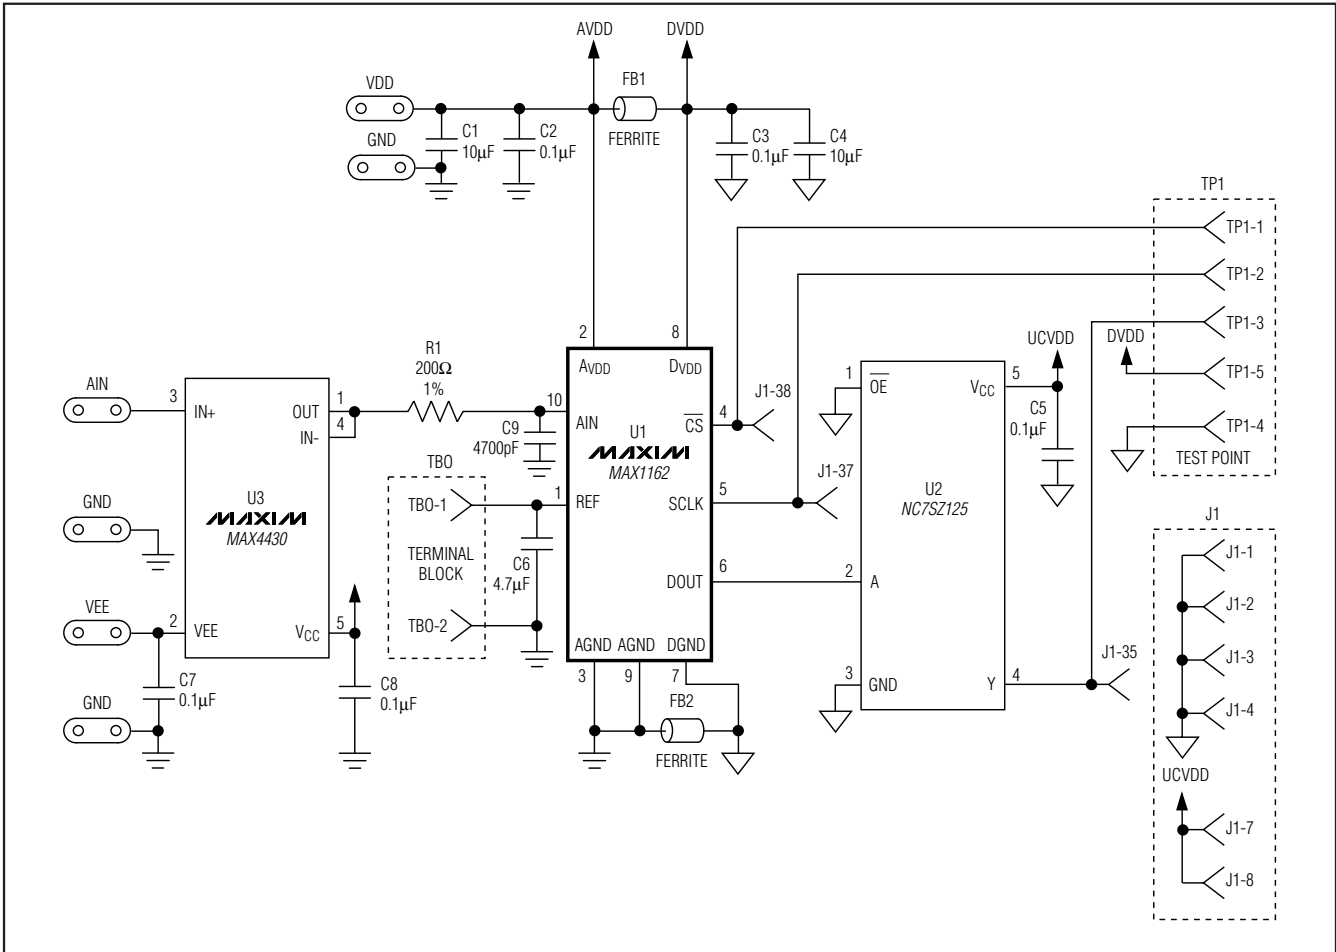 AVDD
DVDD
VDD
FB1
C1
10µF
C2
0.1µF
FERRITE
C3
0.1µF
C4
10µF
GND
TP1
TP1-1
TP1-2
TP1-3
DVDD
TP1-5
TP1-4
TEST POINT
2
8
AVDD
DVDD
R1
200Ω
1%
AIN
3
IN+
OUT
1
4
IN-
10
AIN
C9
4700pF
U1
MAXIM
MAX1162
CS
4
J1-38
1
OE
VCC
5
UCVDD
C5
0.1µF
J1-37
TBO
TBO-1
1
REF
SCLK
5
U3
MAXIM
MAX4430
U2
NC7SZ125
GND
TERMINAL
BLOCK
C6
4.7µF
DOUT
6
2
A
J1
J1-1
J1-2
J1-3
J1-4
VEE
2
VEE
VCC
5
TBO-2
AGND
AGND
DGND
3
9
7
3
GND
Y
4
J1-35
C7
0.1µF
C8
0.1µF
GND
FB2
FERRITE
UCVDD
J1-7
J1-8